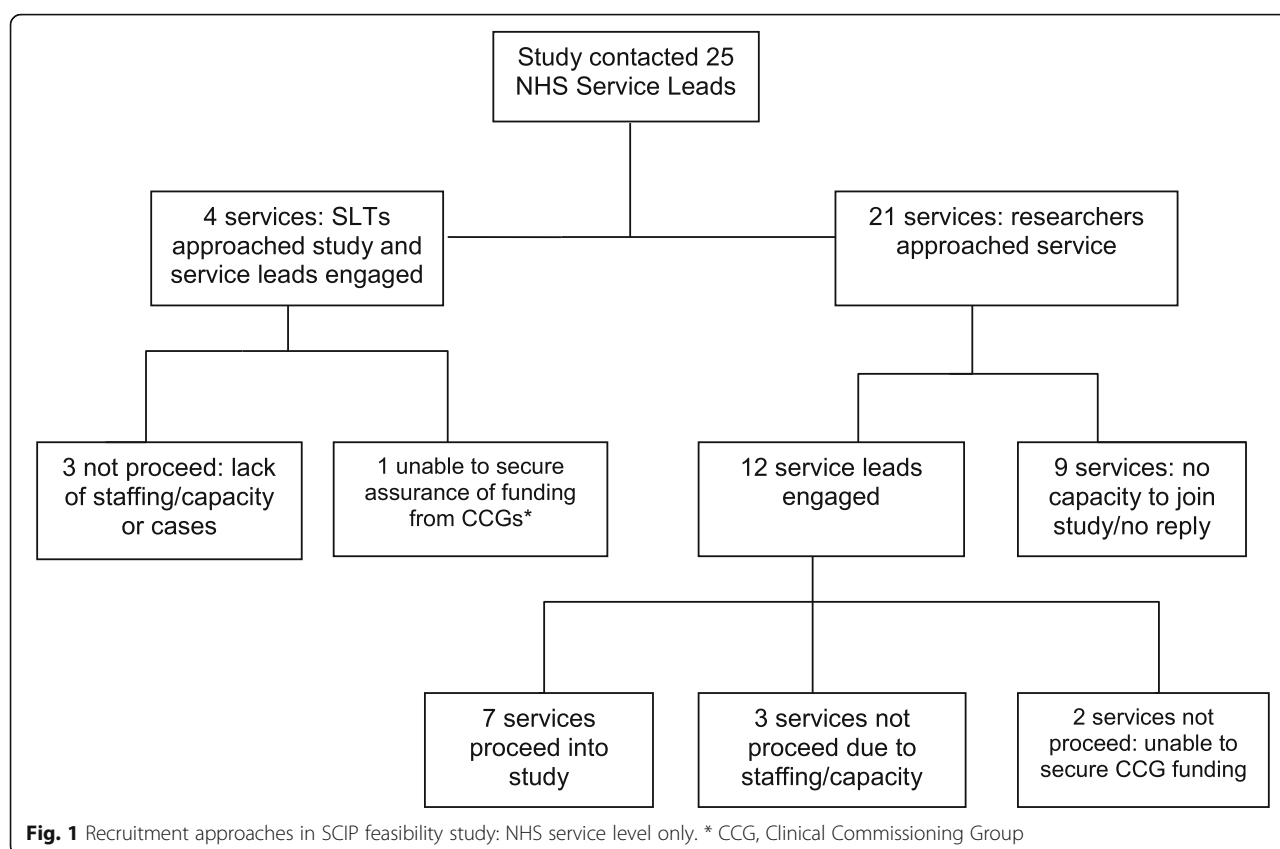 Study contacted 25
NHS Service Leads
4 services: SLTs
approached study and
service leads engaged
21 services: researchers
approached service
3 not proceed: lack
of staffing/capacity
or cases
1 unable to secure
assurance of funding
from CCGs*
12 service leads
engaged
9 services: no
capacity to join
study/no reply
7 services
proceed into
study
3 services not
proceed due to
staffing/capacity
2 services not
proceed: unable to
secure CCG funding
Fig. 1 Recruitment approaches in SCIP feasibility study: NHS service level only. * CCG, Clinical Commissioning Group